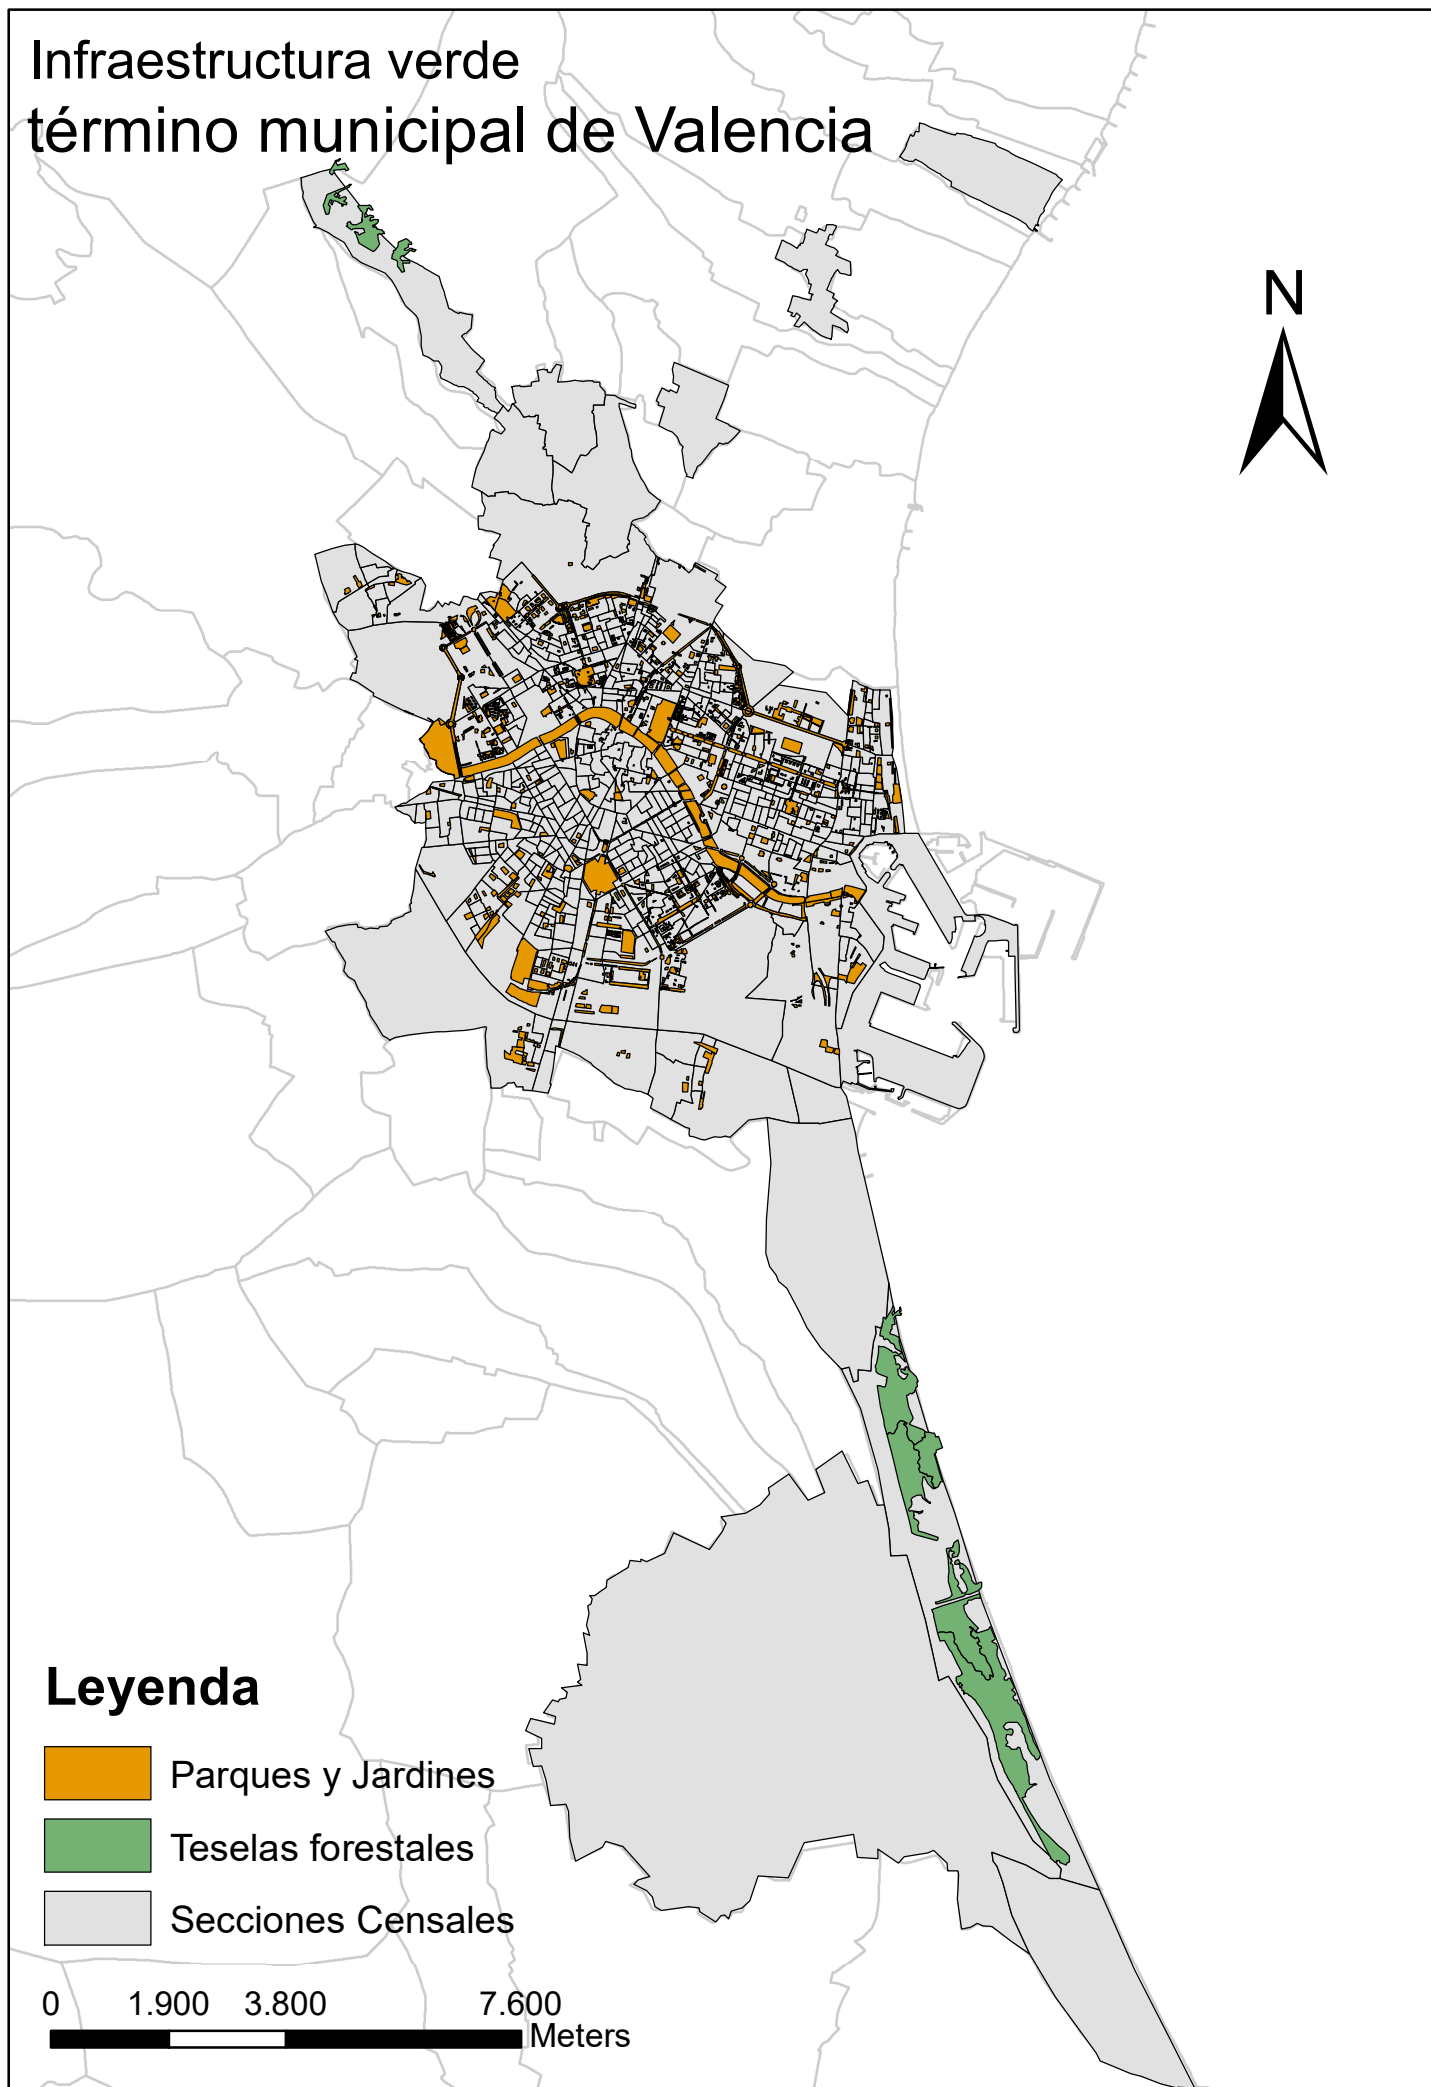 Infraestructura verde
término municipal de Valencia
N
Leyenda
Parques y Jardines
Teselas forestales
Secciones Censales
0 1.900 3.800 7.600
Meters